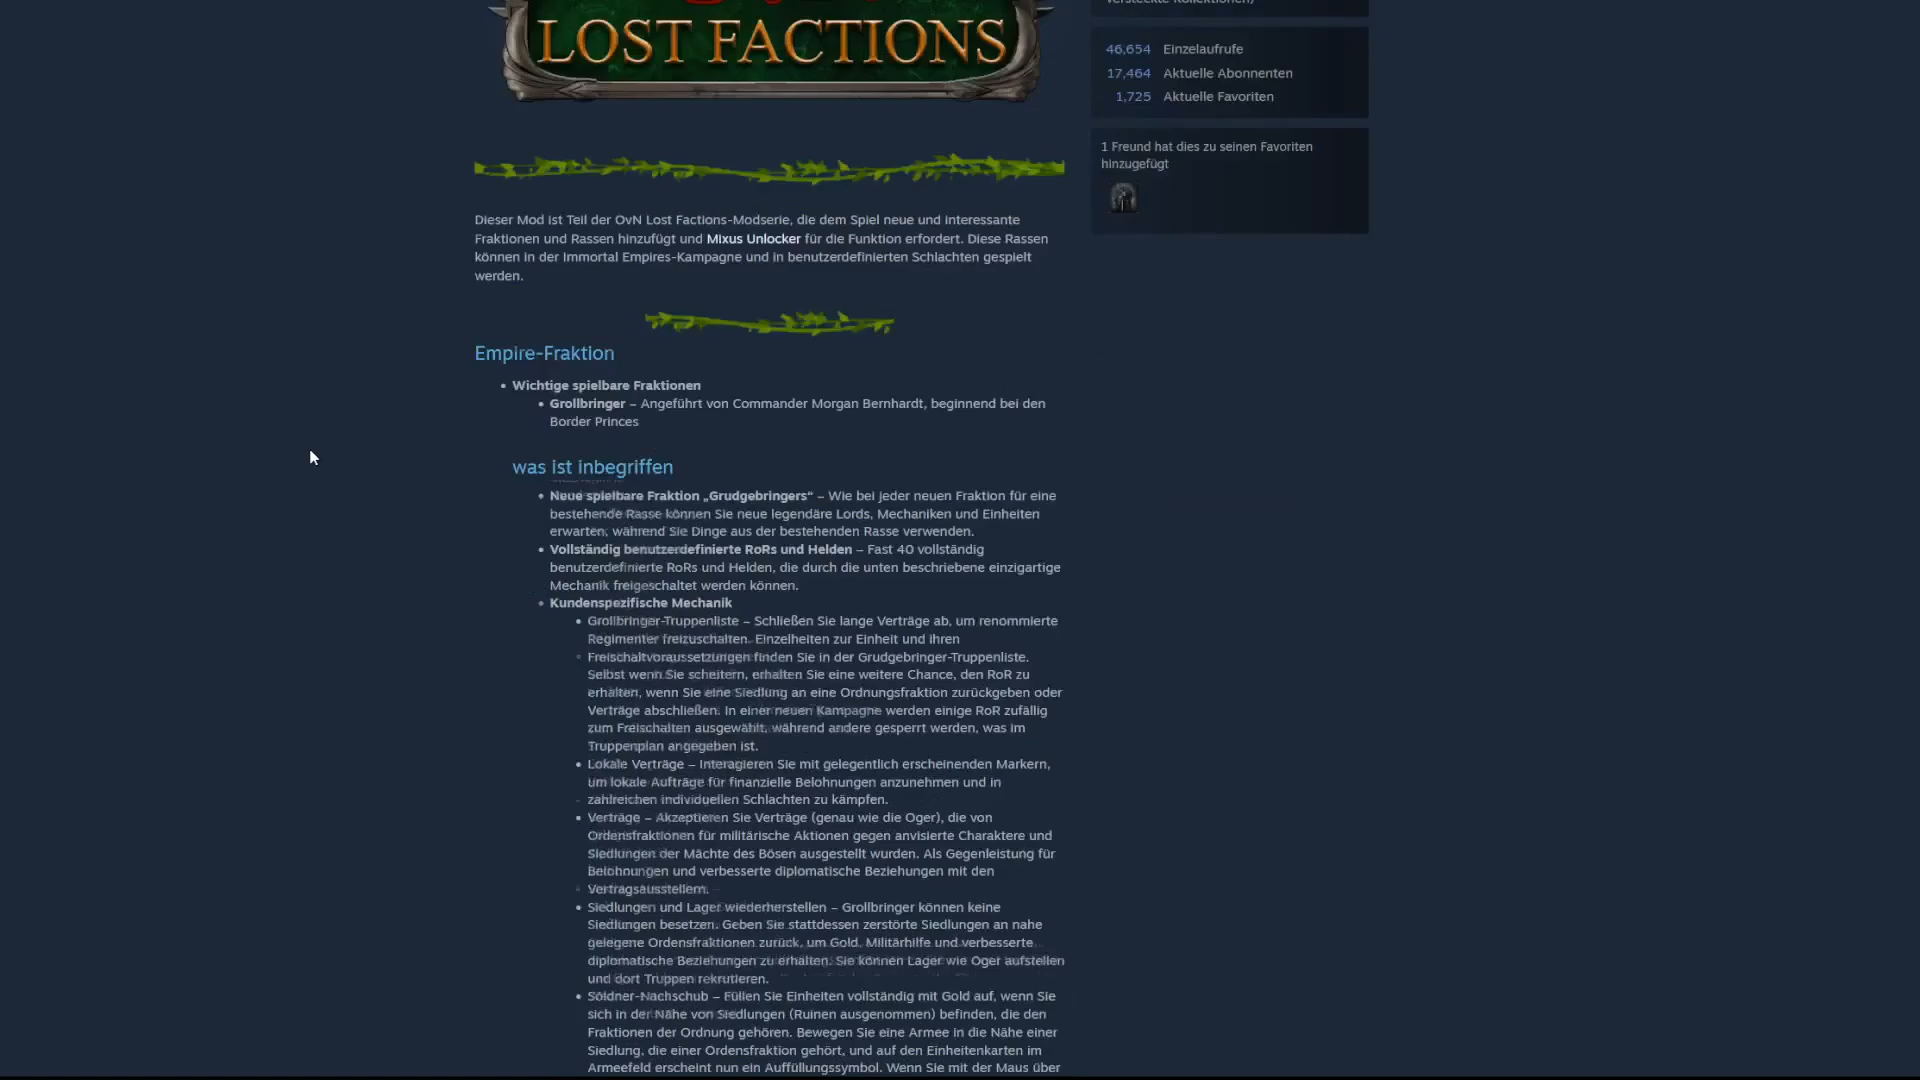 versteckte Kollektionen)
LOST FACTIONS
46,654 Einzelaufrufe
17,464 Aktuelle Abonnenten
1,725 Aktuelle Favoriten
1 Freund hat dies zu seinen Favoriten
hinzugefügt
Dieser Mod ist Teil der OvN Lost Factions-Modserie, die dem Spiel neue und interessante
Fraktionen und Rassen hinzufügt und Mixus Unlocker für die Funktion erfordert. Diese Rassen
können in der Immortal Empires-Kampagne und in benutzerdefinierten Schlachten gespielt
werden.
Empire-Fraktion
• Wichtige spielbare Fraktionen
• Grollbringer – Angeführt von Commander Morgan Bernhardt, beginnend bei den
Border Princes
was ist inbegriffen
• Neue spielbare Fraktion „Grudgebringers“ – Wie bei jeder neuen Fraktion für eine
bestehende Rasse können Sie neue legendäre Lords, Mechaniken und Einheiten
erwarten, während Sie Dinge aus der bestehenden Rasse verwenden.
• Vollständig benutzerdefinierte RoRs und Helden – Fast 40 vollständig
benutzerdefinierte RoRs und Helden, die durch die unten beschriebene einzigartige
Mechanik freigeschaltet werden können.
• Kundenspezifische Mechanik
• Grollbringer-Truppenliste – Schließen Sie lange Verträge ab, um renommierte
Regimenter freizuschalten. Einzelheiten zur Einheit und ihren
Freischaltvoraussetzungen finden Sie in der Grudgebringer-Truppenliste.
Selbst wenn Sie scheitern, erhalten Sie eine weitere Chance, den RoR zu
erhalten, wenn Sie eine Siedlung an eine Ordnungsfraktion zurückgeben oder
Verträge abschließen. In einer neuen Kampagne werden einige RoR zufällig
zum Freischalten ausgewählt, während andere gesperrt werden, was im
Truppenplan angegeben ist.
• Lokale Verträge – Interagieren Sie mit gelegentlich erscheinenden Markern,
um lokale Aufträge für finanzielle Belohnungen anzunehmen und in
zahlreichen individuellen Schlachten zu kämpfen.
• Verträge – Akzeptieren Sie Verträge (genau wie die Oger), die von
Ordensfraktionen für militärische Aktionen gegen anvisierte Charaktere und
Siedlungen der Mächte des Bösen ausgestellt wurden. Als Gegenleistung für
Belohnungen und verbesserte diplomatische Beziehungen mit den
Vertragsausstellern.
• Siedlungen und Lager wiederherstellen – Grollbringer können keine
Siedlungen besetzen. Geben Sie stattdessen zerstörte Siedlungen an nahe
gelegene Ordensfraktionen zurück, um Gold, Militärhilfe und verbesserte
diplomatische Beziehungen zu erhalten. Sie können Lager wie Oger aufstellen
und dort Truppen rekrutieren.
• Söldner-Nachschub – Füllen Sie Einheiten vollständig mit Gold auf, wenn Sie
sich in der Nähe von Siedlungen (Ruinen ausgenommen) befinden, die den
Fraktionen der Ordnung gehören. Bewegen Sie eine Armee in die Nähe einer
Siedlung, die einer Ordensfraktion gehört, und auf den Einheitenkarten im
Armeefeld erscheint nun ein Auffüllungssymbol. Wenn Sie mit der Maus über